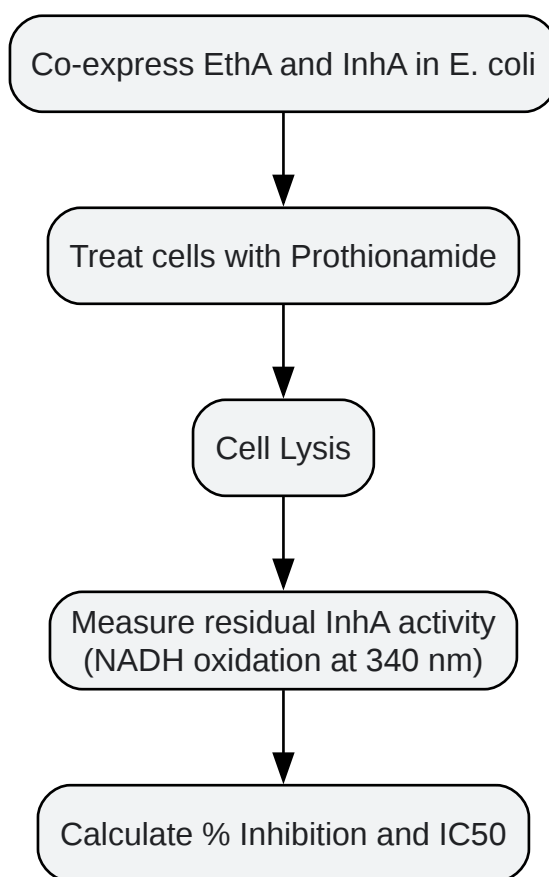 Co-express EthA and InhA in E. coli
Treat cells with Prothionamide
Cell Lysis
Measure residual InhA activity
(NADH oxidation at 340 nm)
Calculate % Inhibition and IC50